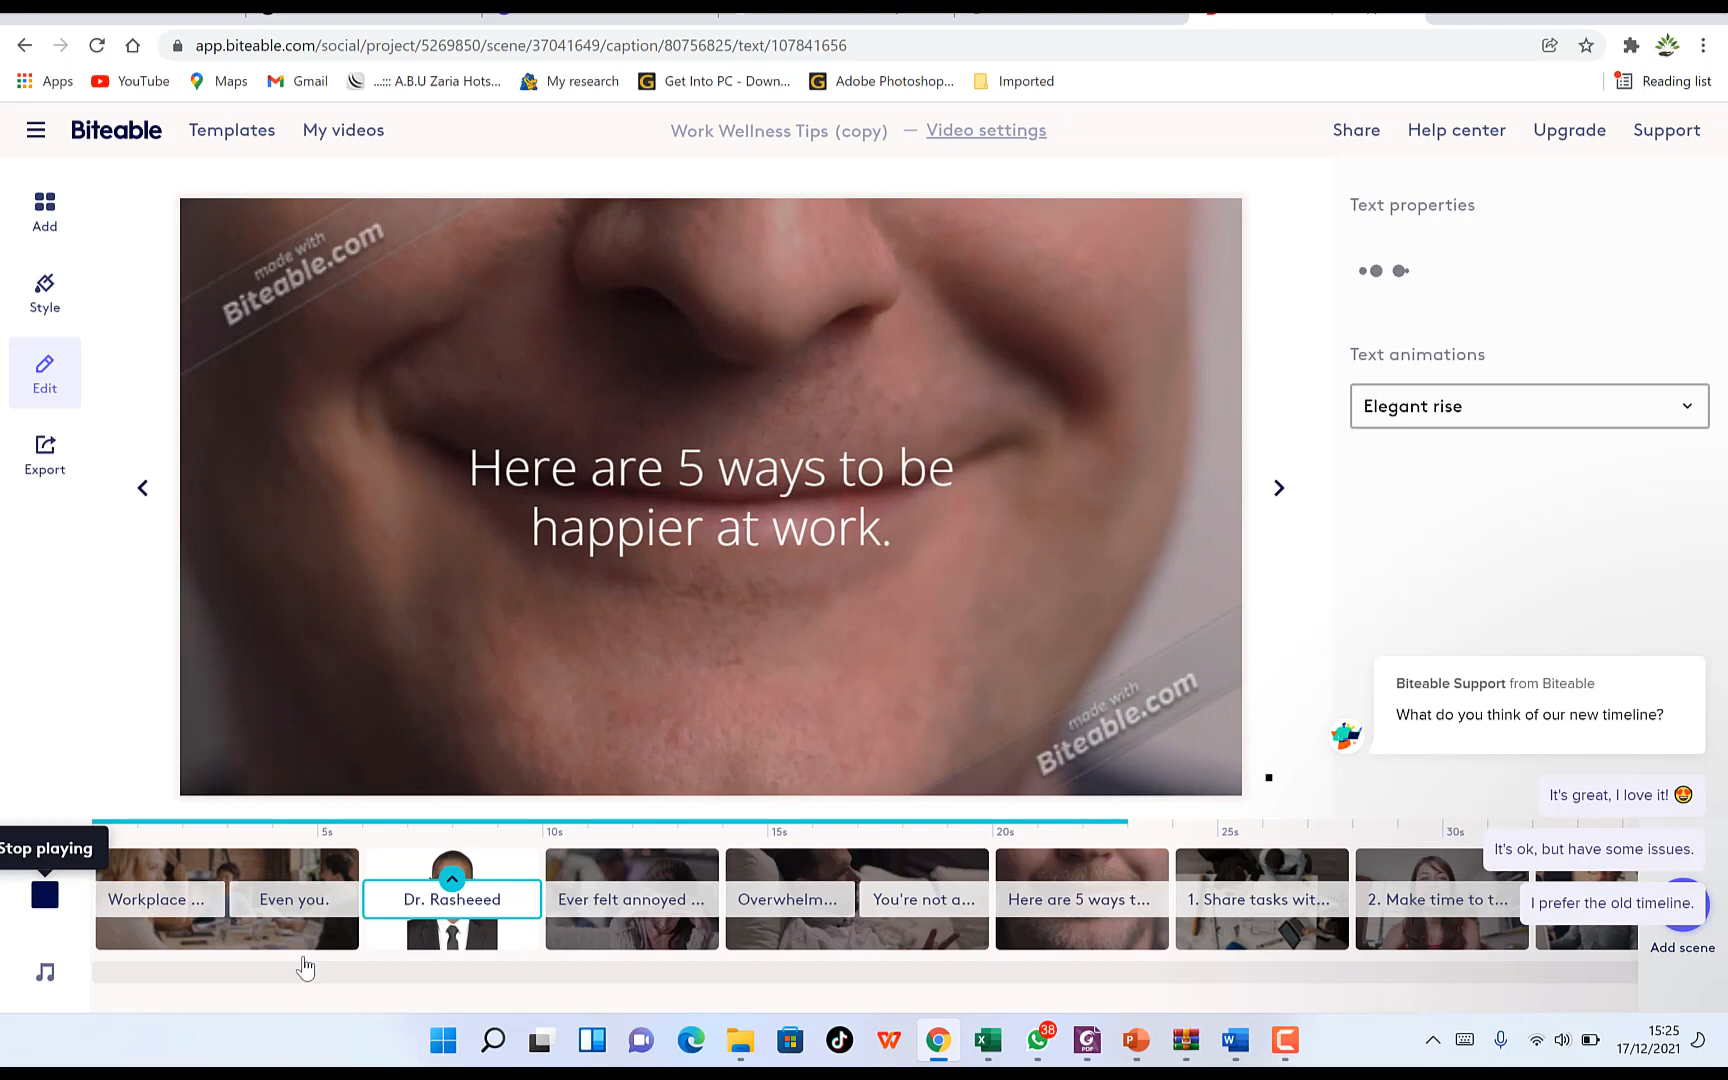 app.biteable.com/social/project/5269850/scene/37041649/caption/80756825/text/107841656
Apps YouTube Maps Gmail ...::: A.B.U Zaria Hots... My research Get Into PC - Down... Adobe Photoshop... Imported Reading list
Biteable Templates My videos Work Wellness Tips (copy) — Video settings Share Help center Upgrade Support
Add
Style
Edit
Export
made with
Biteable.com
Here are 5 ways to be
happier at work.
made with
Biteable.com
Text properties
Text animations
Elegant rise
Biteable Support from Biteable
What do you think of our new timeline?
It's great, I love it!
It's ok, but have some issues.
I prefer the old timeline.
Add scene
5s 10s 15s 20s 25s 30s
Stop playing
Workplace ... Even you. Dr. Rasheeed Ever felt annoyed ... Overwhelm... You're not a... Here are 5 ways t... 1. Share tasks wit... 2. Make time to t...
38
PDF
15:25
17/12/2021